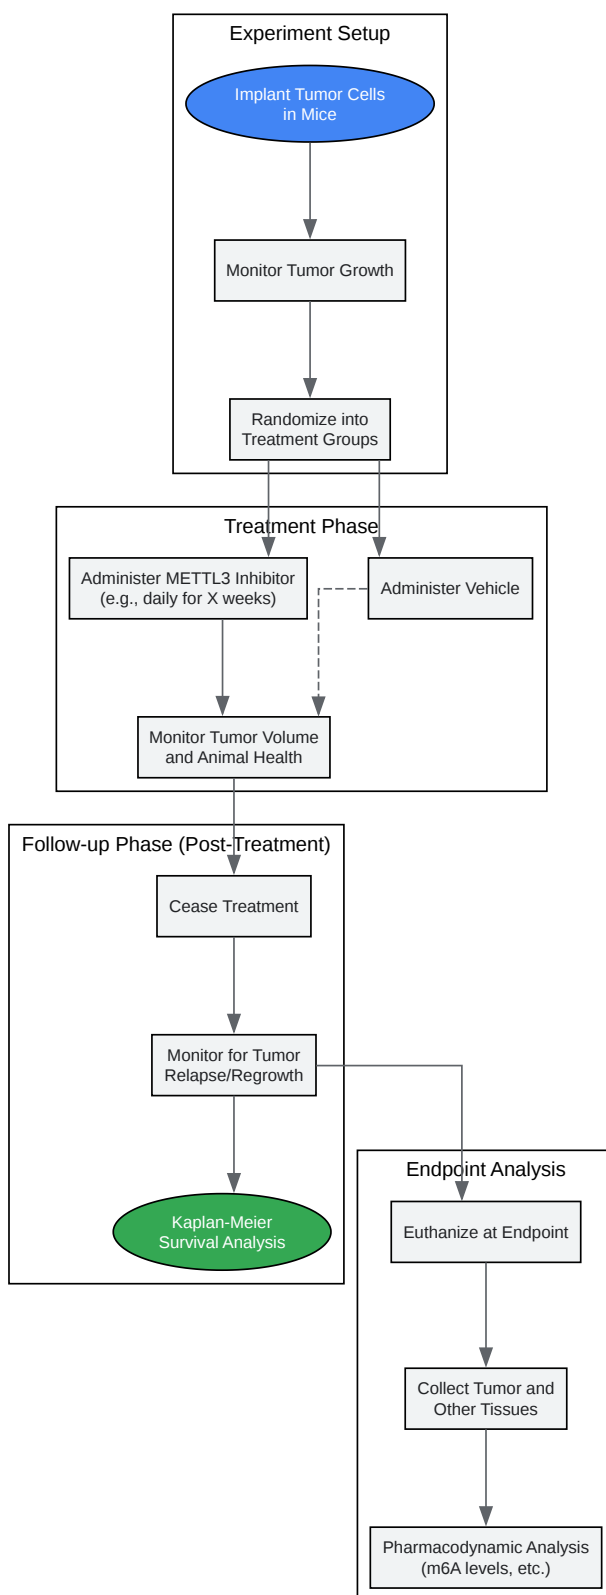 Experiment Setup
Implant Tumor Cells
in Mice
Monitor Tumor Growth
Randomize into
Treatment Groups
Treatment Phase
Administer METTL3 Inhibitor
(e.g., daily for X weeks)
Administer Vehicle
Monitor Tumor Volume
and Animal Health
Follow-up Phase (Post-Treatment)
Cease Treatment
Monitor for Tumor
Relapse/Regrowth
Kaplan-Meier
Survival Analysis
Endpoint Analysis
Euthanize at Endpoint
Collect Tumor and
Other Tissues
Pharmacodynamic Analysis
(m6A levels, etc.)